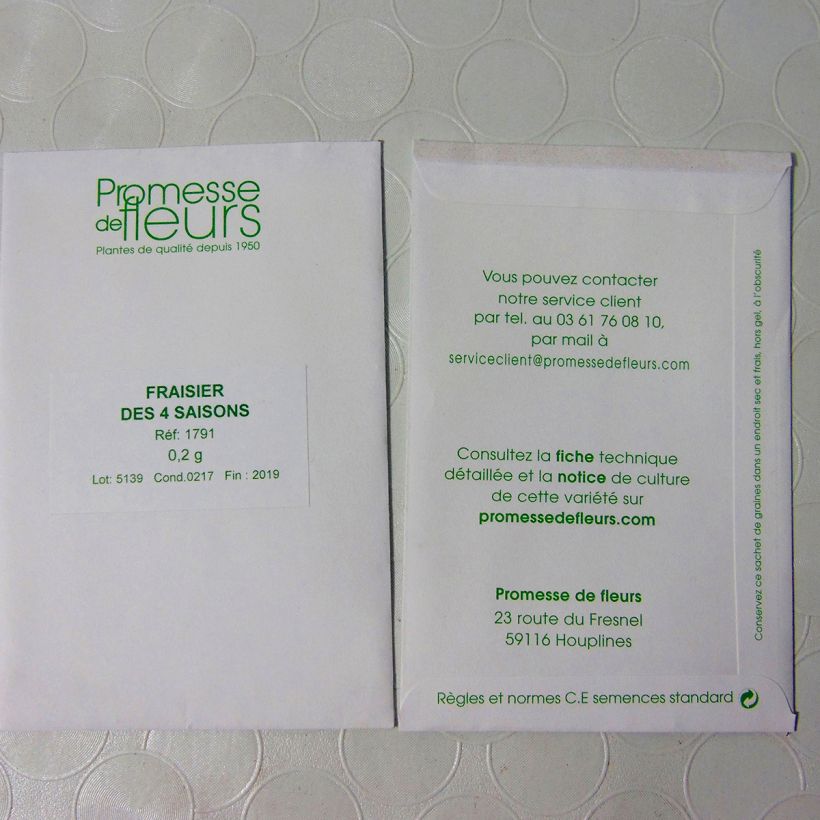 Promesse
de fleurs
Plantes de qualité depuis 1950
FRAISIER
DES 4 SAISONS
Réf: 1791
0,2 g
Lot: 5139 Cond.0217 Fin : 2019
Vous pouvez contacter
notre service client
par tel. au 03 61 76 08 10,
par mail à
serviceclient@promessedefleurs.com
Consultez la fiche technique
détaillée et la notice de culture
de cette variété sur
promessedefleurs.com
Promesse de fleurs
23 route du Fresnel
59116 Houplines
Règles et normes C.E semences standard
Conservez ce sachet de graines dans un endroit sec et frais, hors gel, à l'obscurité